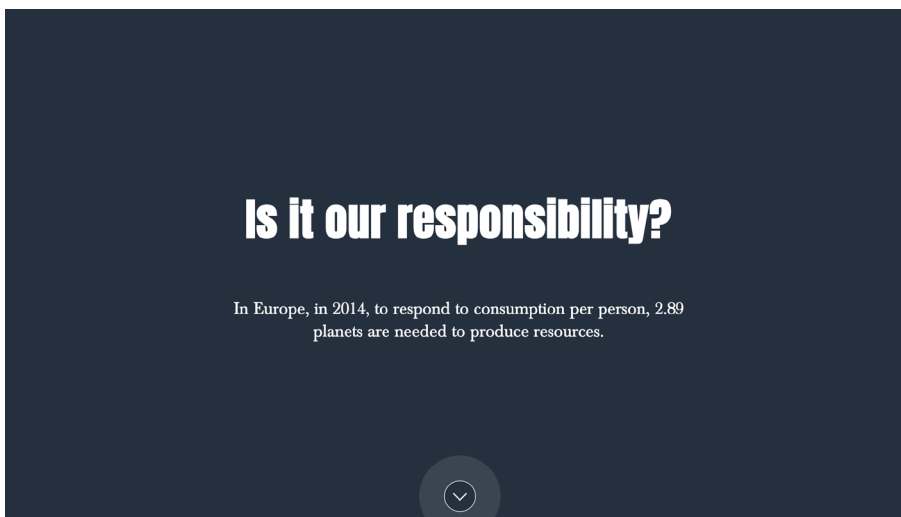 Is it our responsibility?
In Europe, in 2014, to respond to consumption per person, 2.89
planets are needed to produce resources.